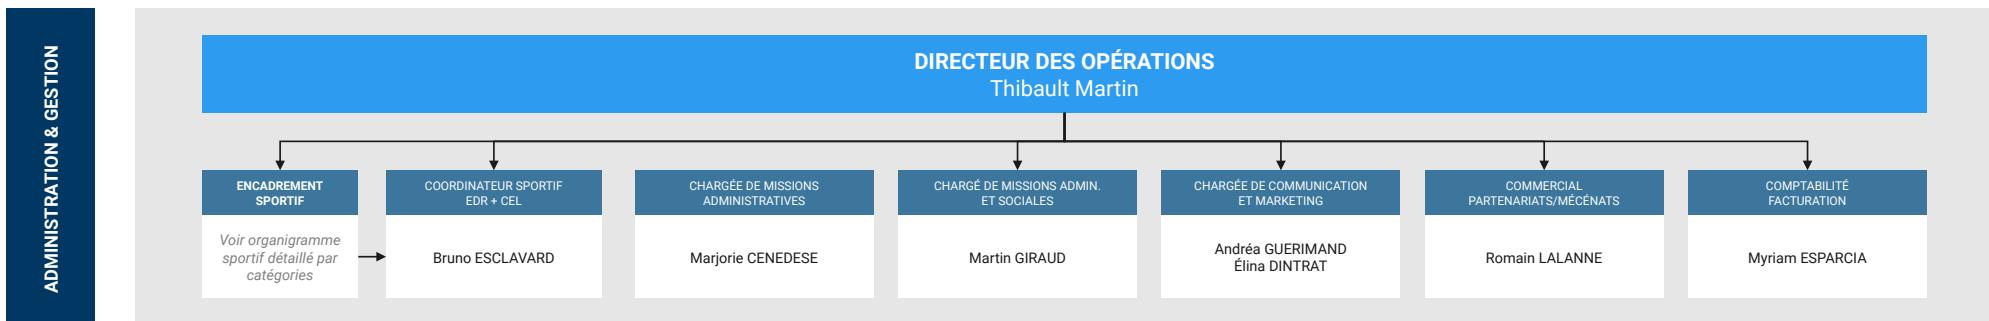 ADMINISTRATION & GESTION
DIRECTEUR DES OPÉRATIONS
Thibault Martin
ENCADREMENT
SPORTIF
Voir organigramme
sportif détaillé par
catégories
COORDINATEUR SPORTIF
EDR + CEL
Bruno ESCLAVARD
CHARGÉE DE MISSIONS
ADMINISTRATIVES
Marjorie CENEDESE
CHARGÉ DE MISSIONS ADMIN.
ET SOCIALES
Martin GIRAUD
CHARGÉE DE COMMUNICATION
ET MARKETING
Andréa GUERIMAND
Élina DINTRAT
COMMERCIAL
PARTENARIATS/MÉCÉNATS
Romain LALANNE
COMPTABILITÉ
FACTURATION
Myriam ESPARCIA